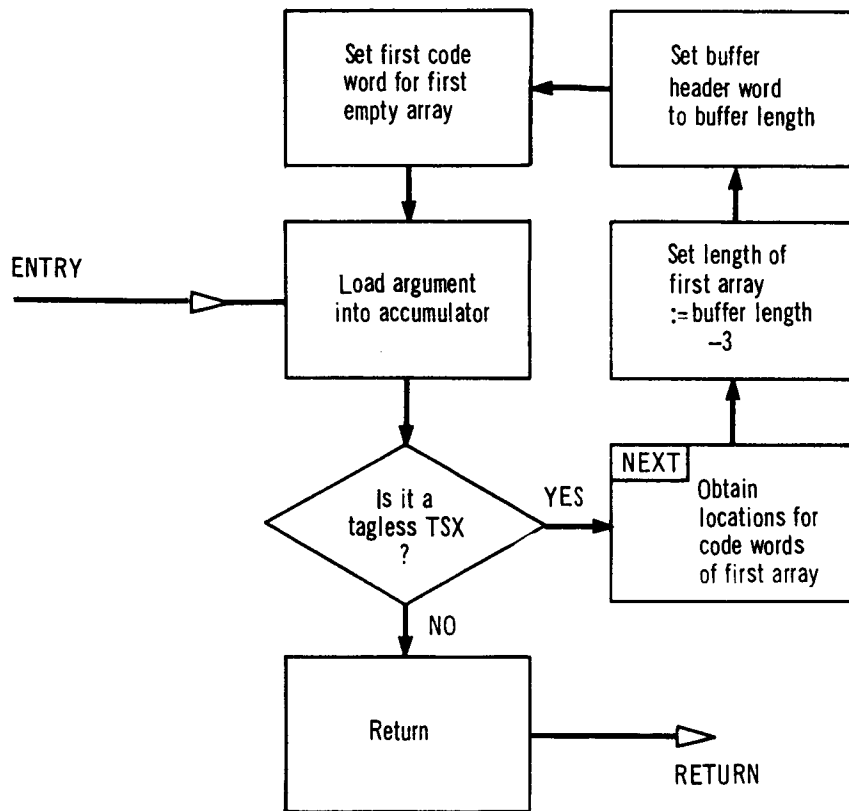 Set first code
word for first
empty array
Set buffer
header word
to buffer length
ENTRY
Load argument
into accumulator
Set length of
first array
:= buffer length
-3
Is it a
tagless TSX
?
YES
NEXT
Obtain
locations for
code words
of first array
NO
Return
RETURN